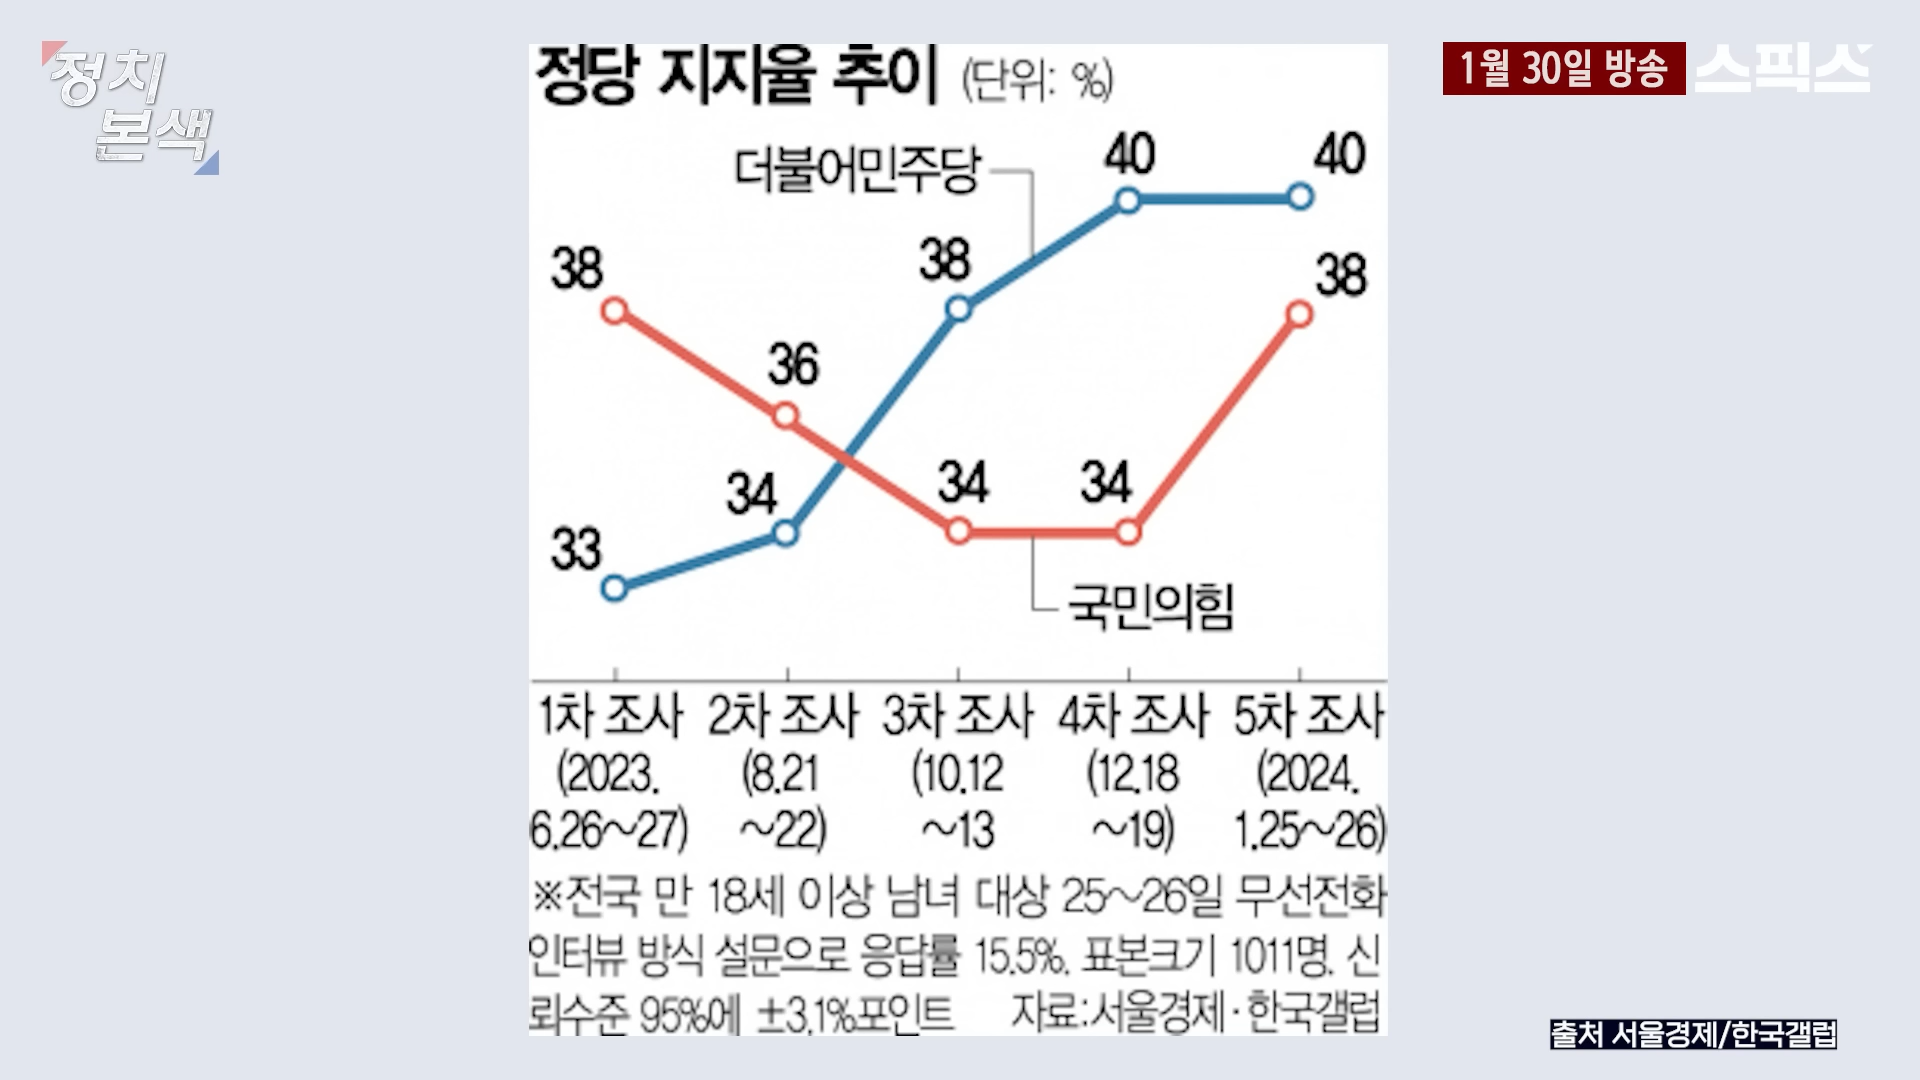 정치
본색
1월 30일 방송
스픽스
정당 지지율 추이 (단위: %)
더불어민주당
40
40
38
38
38
36
34
34
34
33
국민의힘
1차 조사 2차 조사 3차 조사 4차 조사 5차 조사
(2023. (8.21 (10.12 (12.18 (2024.
6.26~27) ~22) ~13 ~19) 1.25~26)
※전국 만 18세 이상 남녀 대상 25~26일 무선전화
인터뷰 방식 설문으로 응답률 15.5%. 표본크기 1011명. 신
뢰수준 95%에 ±3.1%포인트 자료:서울경제·한국갤럽
출처 서울경제/한국갤럽